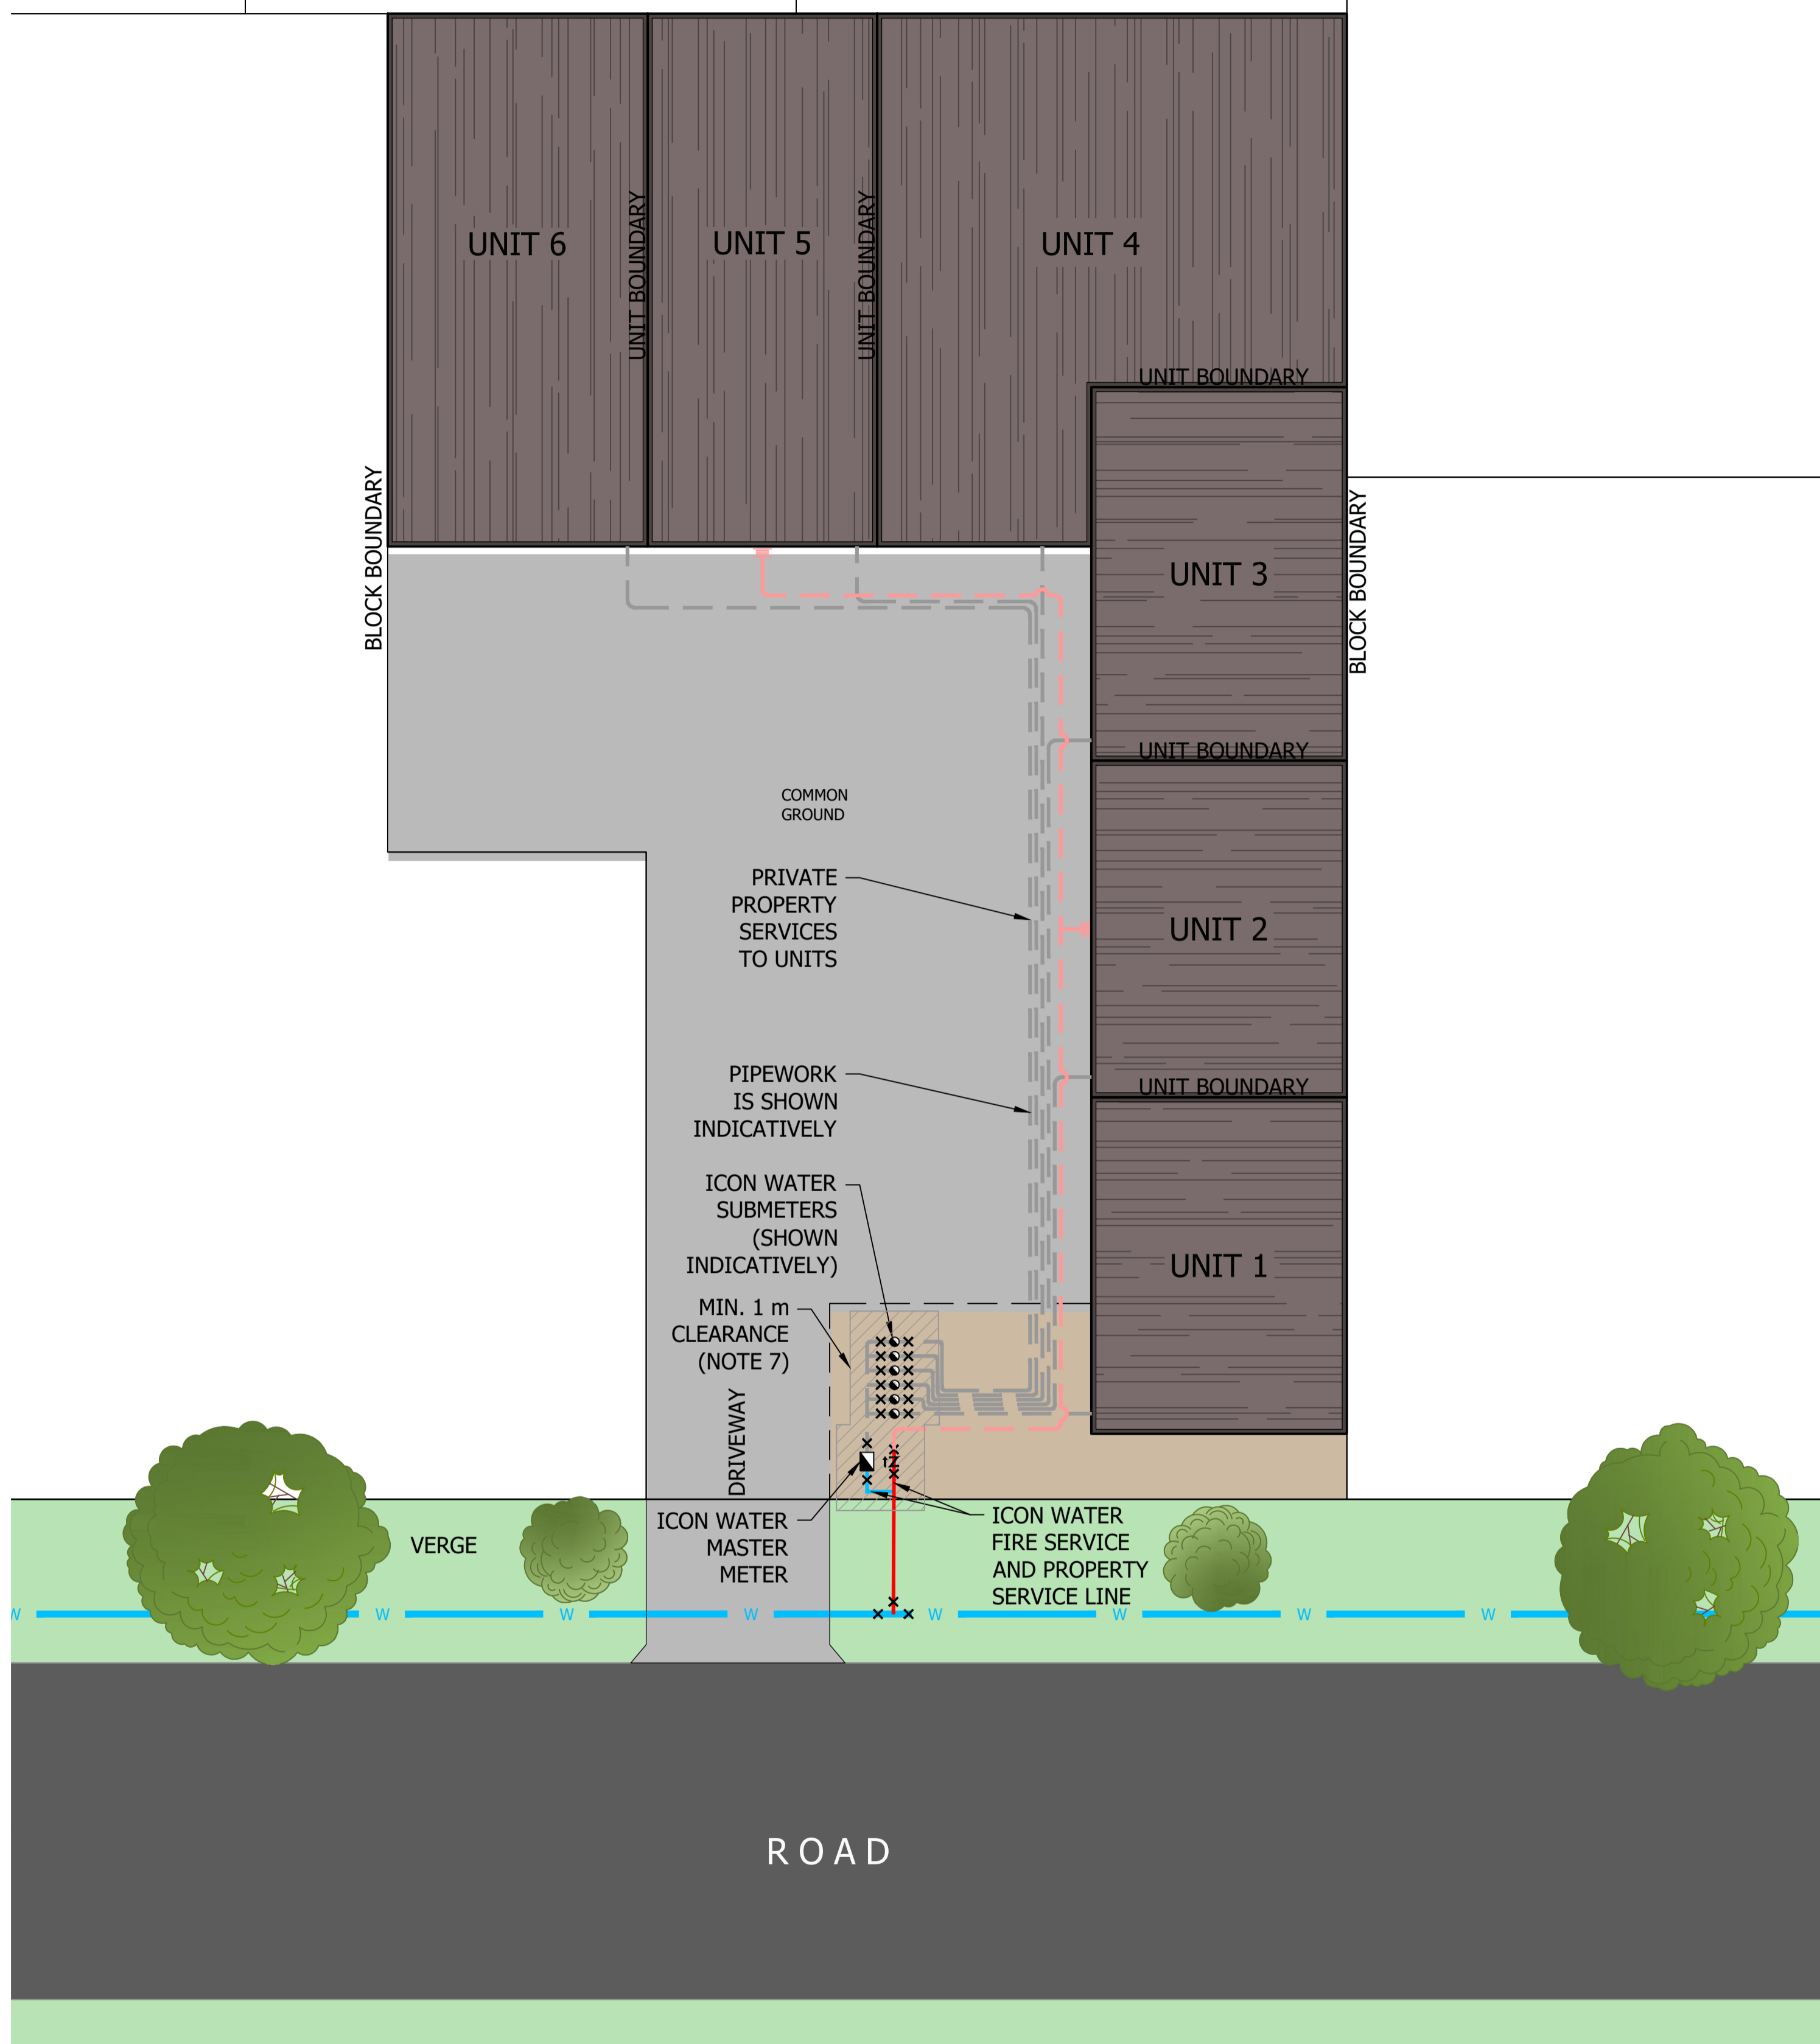 UNIT 6
UNIT 5
UNIT 4
UNIT BOUNDARY
UNIT BOUNDARY
UNIT BOUNDARY
BLOCK BOUNDARY
BLOCK BOUNDARY
UNIT 3
UNIT BOUNDARY
COMMON
GROUND
PRIVATE
PROPERTY
SERVICES
TO UNITS
UNIT 2
PIPEWORK
IS SHOWN
INDICATIVELY
UNIT BOUNDARY
ICON WATER
SUBMETERS
(SHOWN
INDICATIVELY)
UNIT 1
MIN. 1 m
CLEARANCE
(NOTE 7)
DRIVEWAY
ICON WATER
MASTER
METER
ICON WATER
FIRE SERVICE
AND PROPERTY
SERVICE LINE
VERGE
W W W W W W W W W
ROAD